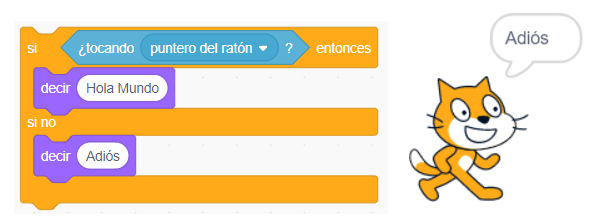 si ¿tocando puntero del ratón ? entonces
decir Hola Mundo
si no
decir Adiós
Adiós